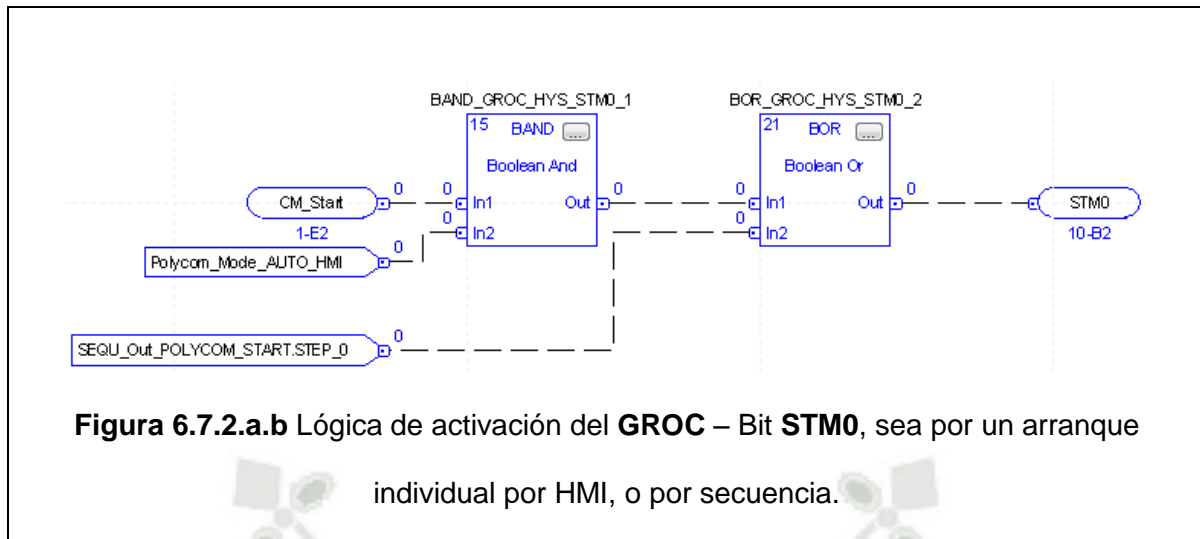 BAND_GROC_HYS_STM0_1 BOR_GROC_HYS_STM0_2
15 BAND ... 21 BOR ...
Boolean And Boolean Or
CM_Start 0 0 In1 Out 0 0 In1 Out 0 STM0
1-E2 0 In2 0 In2 10-B2
Polycom_Mode_AUTO_HMI 0
SEQU_Out_POLYCOM_START.STEP_0 0
Figura 6.7.2.a.b Lógica de activación del GROC – Bit STM0, sea por un arranque
individual por HMI, o por secuencia.